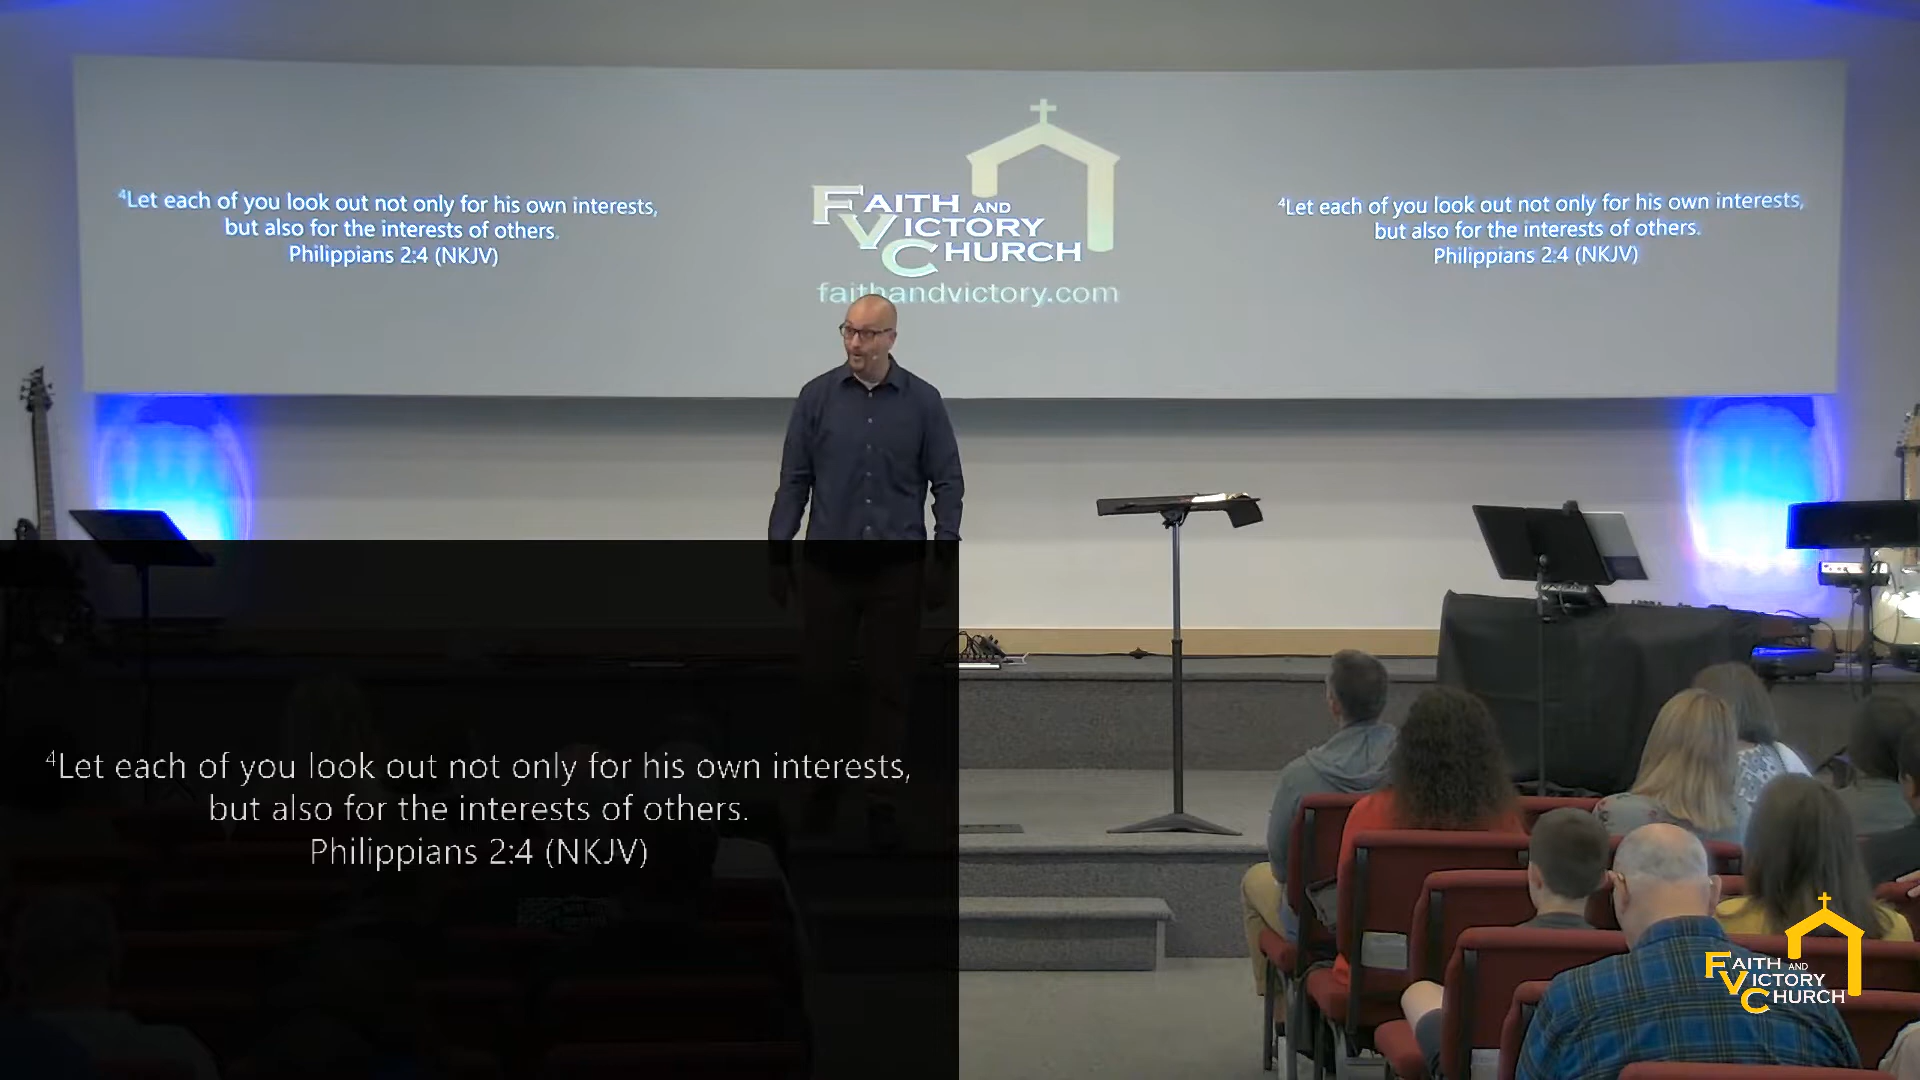 ⁴Let each of you look out not only for his own interests,
but also for the interests of others.
Philippians 2:4 (NKJV)
FAITH AND
VICTORY
CHURCH
faithandvictory.com
⁴Let each of you look out not only for his own interests,
but also for the interests of others.
Philippians 2:4 (NKJV)
⁴Let each of you look out not only for his own interests,
but also for the interests of others.
Philippians 2:4 (NKJV)
FAITH AND
VICTORY
CHURCH